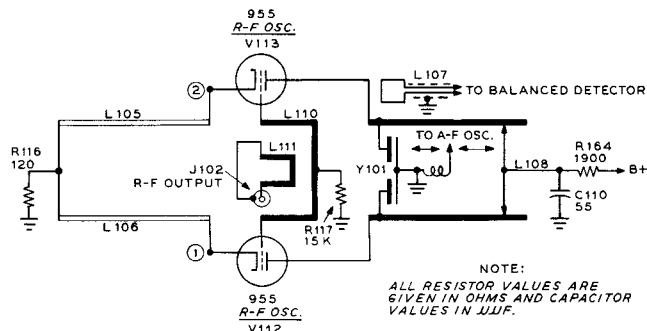 955
R-F OSC.
V113
L107
TO BALANCED DETECTOR
2
L105
L110
TO A-F OSC.
R116
120
L111
J102
R-F OUTPUT
Y101
L108
R164
1900
B+
C110
55
R117
15 K
L106
1
955
R-F OSC.
V112
NOTE:
ALL RESISTOR VALUES ARE
GIVEN IN OHMS AND CAPACITOR
VALUES IN UUF.